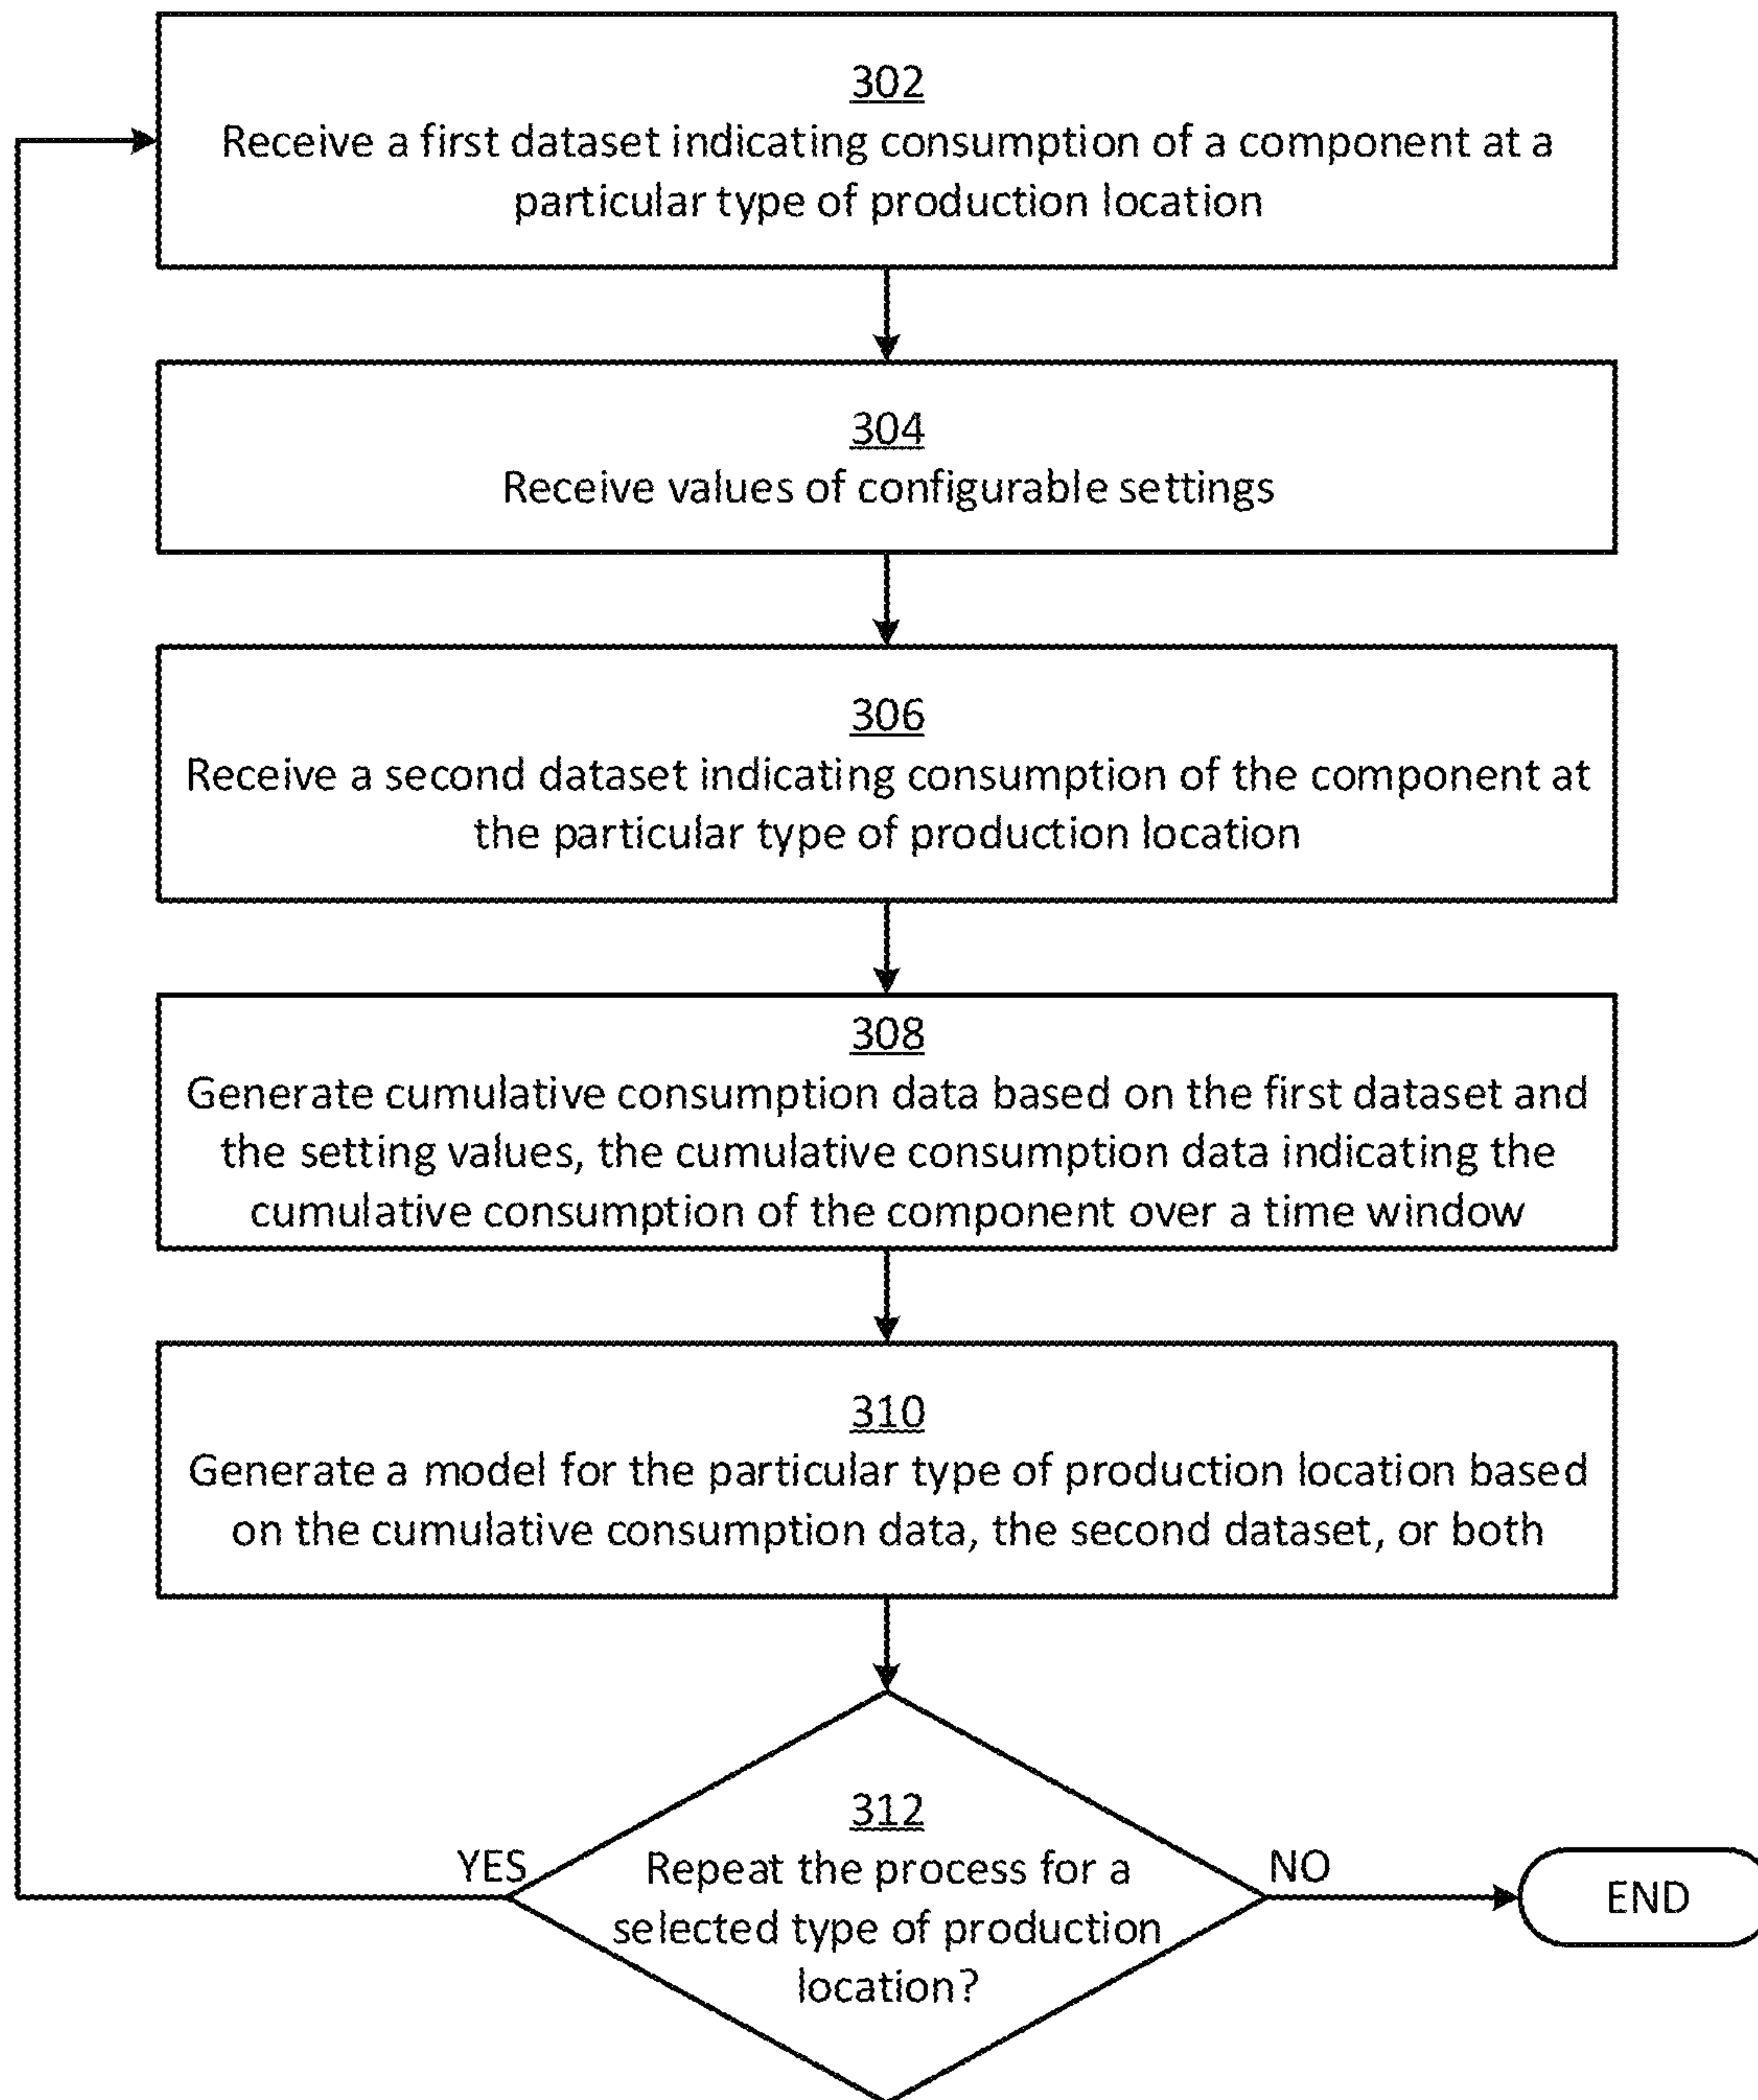 302
Receive a first dataset indicating consumption of a component at a
particular type of production location
304
Receive values of configurable settings
306
Receive a second dataset indicating consumption of the component at
the particular type of production location
308
Generate cumulative consumption data based on the first dataset and
the setting values, the cumulative consumption data indicating the
cumulative consumption of the component over a time window
310
Generate a model for the particular type of production location based
on the cumulative consumption data, the second dataset, or both
312
Repeat the process for a
selected type of production
location?
YES
NO
END